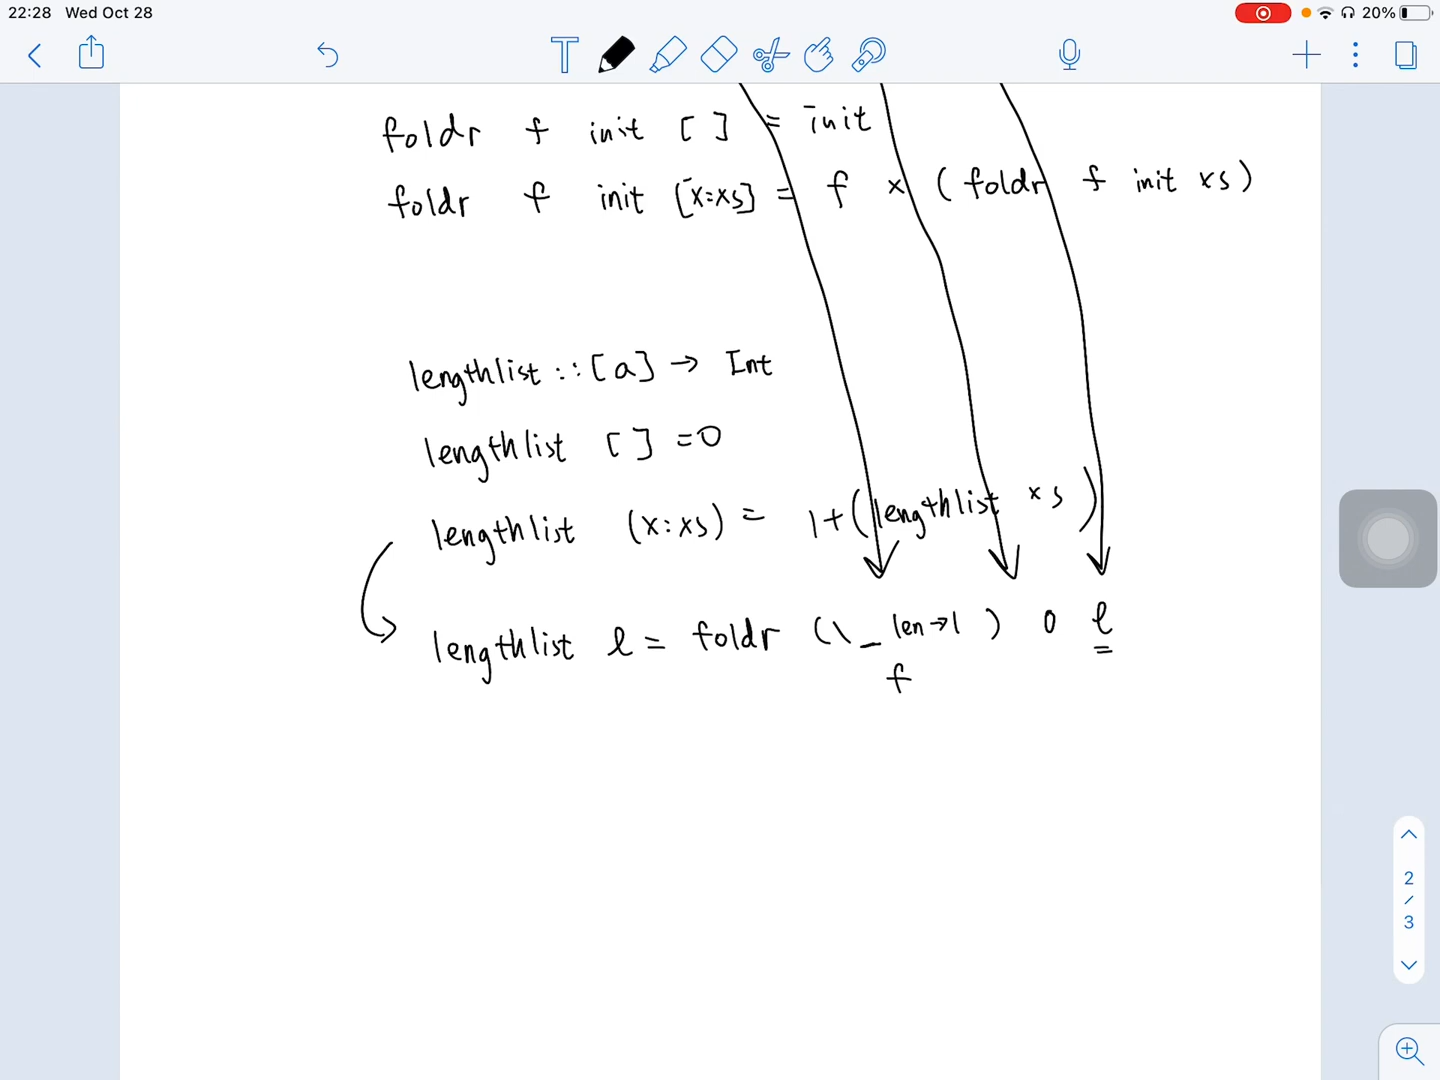 22:28 Wed Oct 28 20%
T
foldr f init [ ] = init
foldr f init [x:xs] = f x (foldr f init xs)
lengthlist :: [a] → Int
lengthlist [ ] = 0
lengthlist (x:xs) = 1+(lengthlist xs)
lengthlist l = foldr (\_ len→1 ) 0 l
f
2
/
3